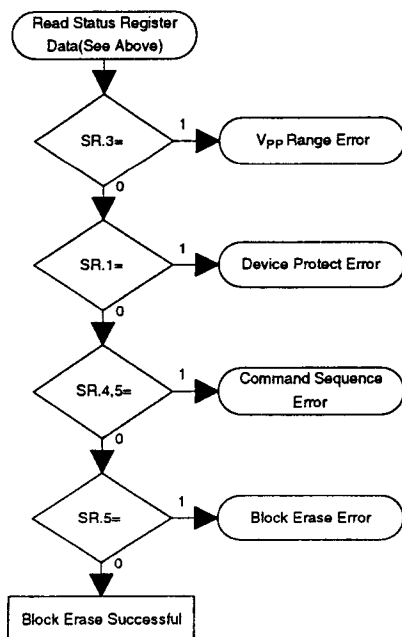 Read Status Register
Data(See Above)
SR.3=
1
VPP Range Error
0
SR.1=
1
Device Protect Error
0
SR.4,5=
1
Command Sequence
Error
0
SR.5=
1
Block Erase Error
0
Block Erase Successful